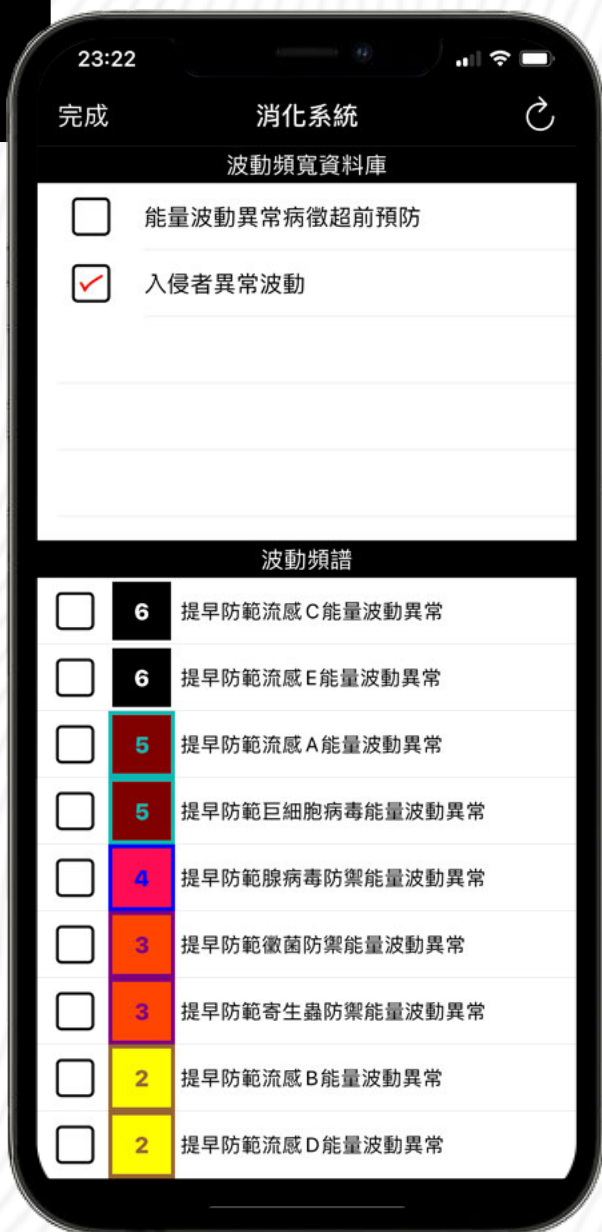 23:22
完成 消化系統
波動頻寬資料庫
能量波動異常病徵超前預防
入侵者異常波動
波動頻譜
6 提早防範流感C能量波動異常
6 提早防範流感E能量波動異常
5 提早防範流感A能量波動異常
5 提早防範巨細胞病毒能量波動異常
4 提早防範腺病毒防禦能量波動異常
3 提早防範黴菌防禦能量波動異常
3 提早防範寄生蟲防禦能量波動異常
2 提早防範流感B能量波動異常
2 提早防範流感D能量波動異常